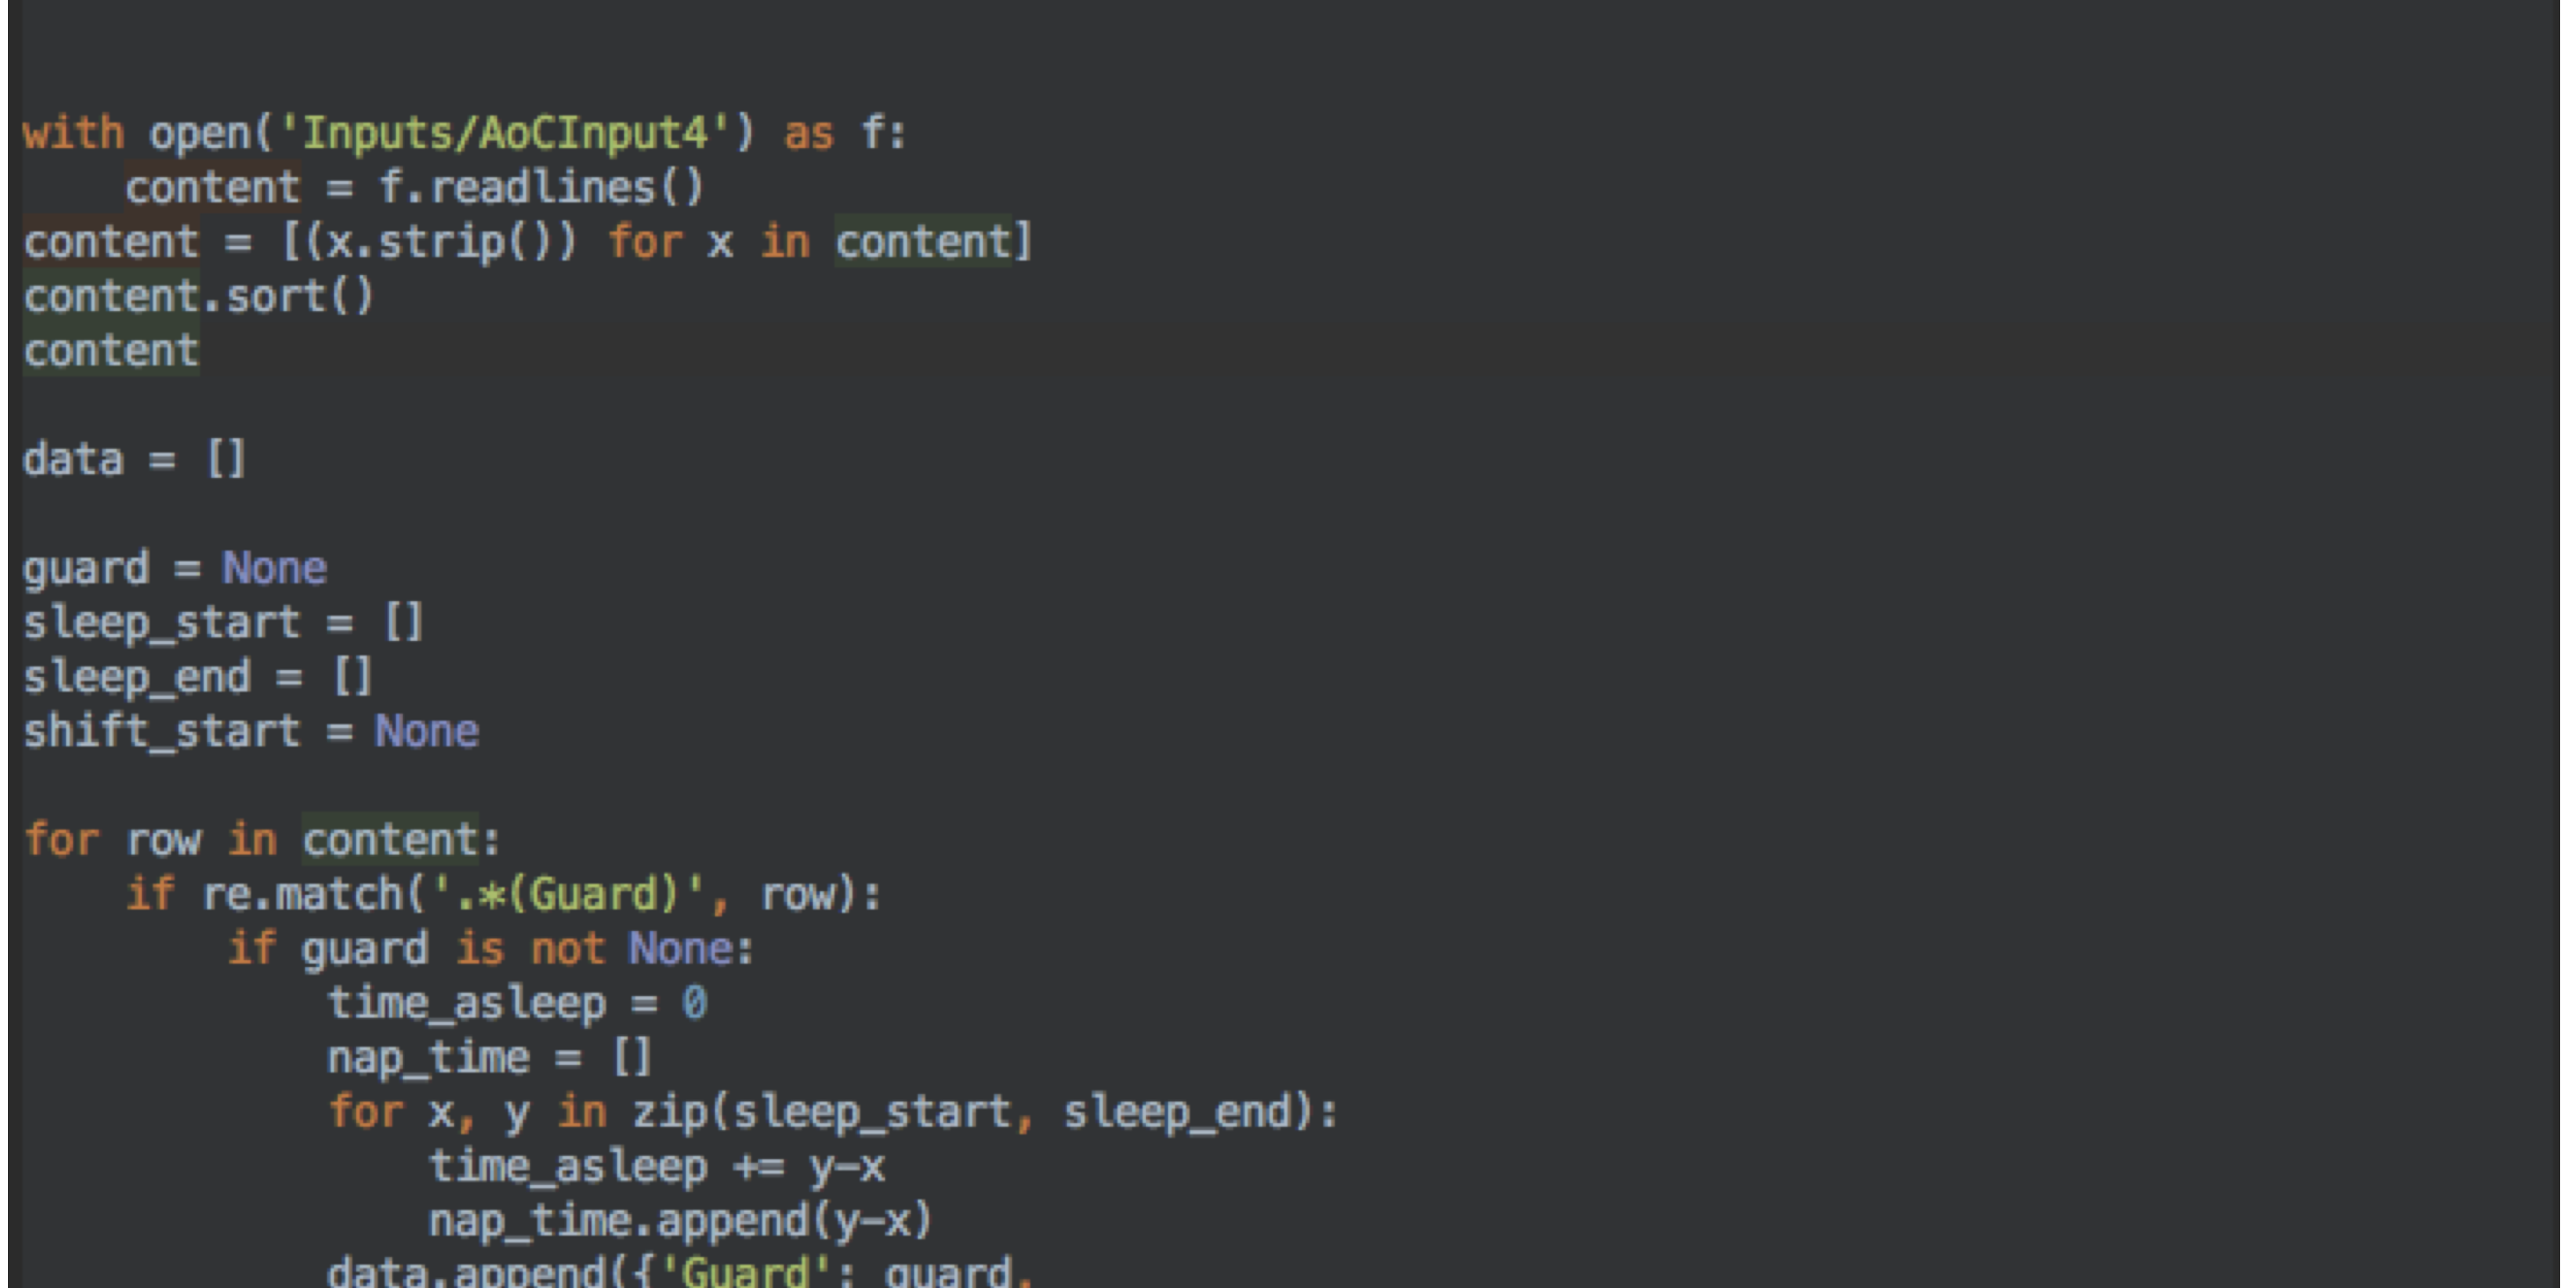 with open('Inputs/AoCInput4') as f:
    content = f.readlines()
content = [(x.strip()) for x in content]
content.sort()
content

data = []

guard = None
sleep_start = []
sleep_end = []
shift_start = None

for row in content:
    if re.match('.*(Guard)', row):
        if guard is not None:
            time_asleep = 0
            nap_time = []
            for x, y in zip(sleep_start, sleep_end):
                time_asleep += y-x
                nap_time.append(y-x)
            data.append({'Guard': guard,